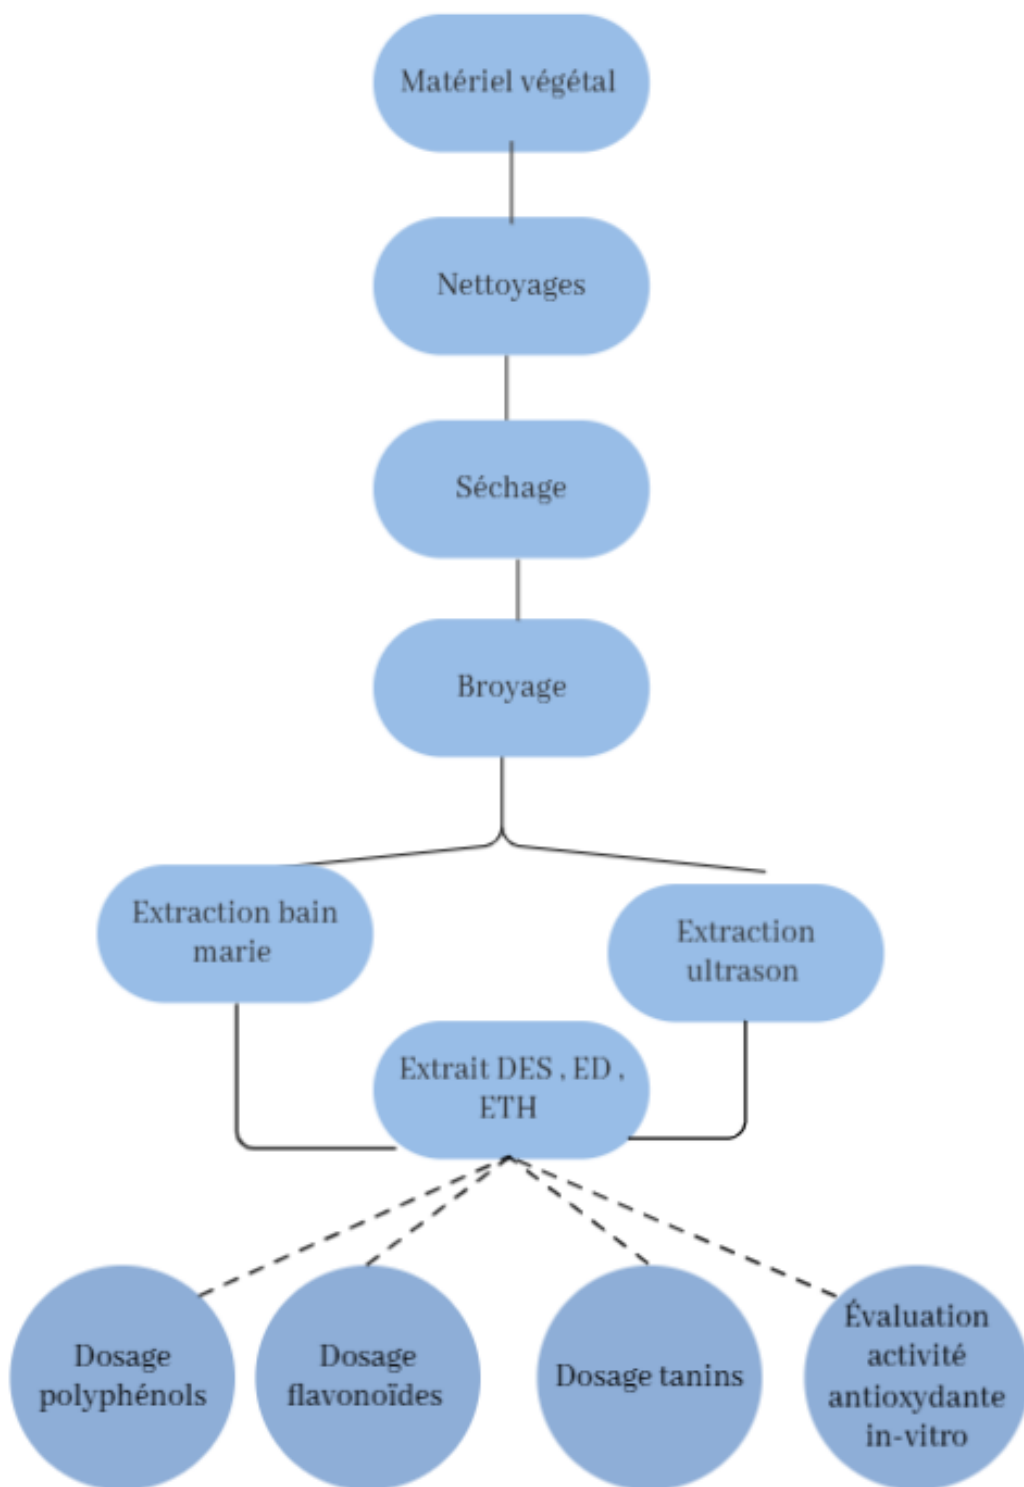 Matériel végétal
Nettoyages
Séchage
Broyage
Extraction bain
marie
Extraction
ultrason
Extrait DES , ED ,
ETH
Dosage
polyphénols
Dosage
flavonoïdes
Dosage tanins
Évaluation
activité
antioxydante
in-vitro